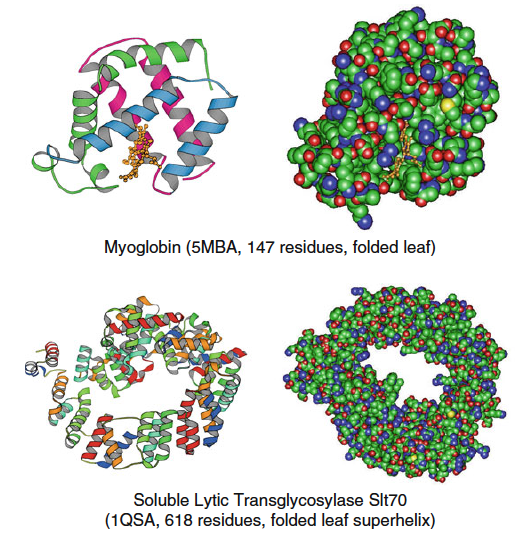 Myoglobin (5MBA, 147 residues, folded leaf)
Soluble Lytic Transglycosylase Slt70
(1QSA, 618 residues, folded leaf superhelix)